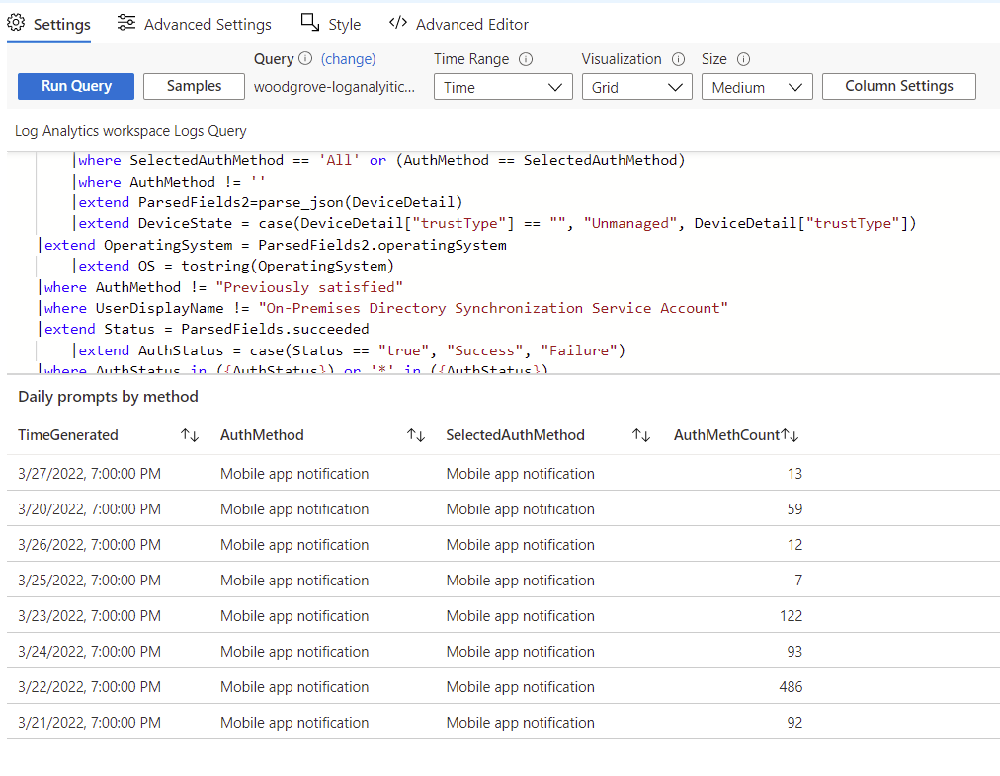 Settings Advanced Settings Style </> Advanced Editor
Query (change) Time Range Visualization Size
Run Query Samples woodgrove-loganalyitic... Time Grid Medium Column Settings
Log Analytics workspace Logs Query
|where SelectedAuthMethod == 'All' or (AuthMethod == SelectedAuthMethod)
|where AuthMethod != ''
|extend ParsedFields2=parse_json(DeviceDetail)
|extend DeviceState = case(DeviceDetail["trustType"] == "", "Unmanaged", DeviceDetail["trustType"])
|extend OperatingSystem = ParsedFields2.operatingSystem
|extend OS = tostring(OperatingSystem)
|where AuthMethod != "Previously satisfied"
|where UserDisplayName != "On-Premises Directory Synchronization Service Account"
|extend Status = ParsedFields.succeeded
|extend AuthStatus = case(Status == "true", "Success", "Failure")
|where AuthStatus in ({AuthStatus}) or '*' in ({AuthStatus})
Daily prompts by method
TimeGenerated AuthMethod SelectedAuthMethod AuthMethCount
3/27/2022, 7:00:00 PM Mobile app notification Mobile app notification 13
3/20/2022, 7:00:00 PM Mobile app notification Mobile app notification 59
3/26/2022, 7:00:00 PM Mobile app notification Mobile app notification 12
3/25/2022, 7:00:00 PM Mobile app notification Mobile app notification 7
3/23/2022, 7:00:00 PM Mobile app notification Mobile app notification 122
3/24/2022, 7:00:00 PM Mobile app notification Mobile app notification 93
3/22/2022, 7:00:00 PM Mobile app notification Mobile app notification 486
3/21/2022, 7:00:00 PM Mobile app notification Mobile app notification 92